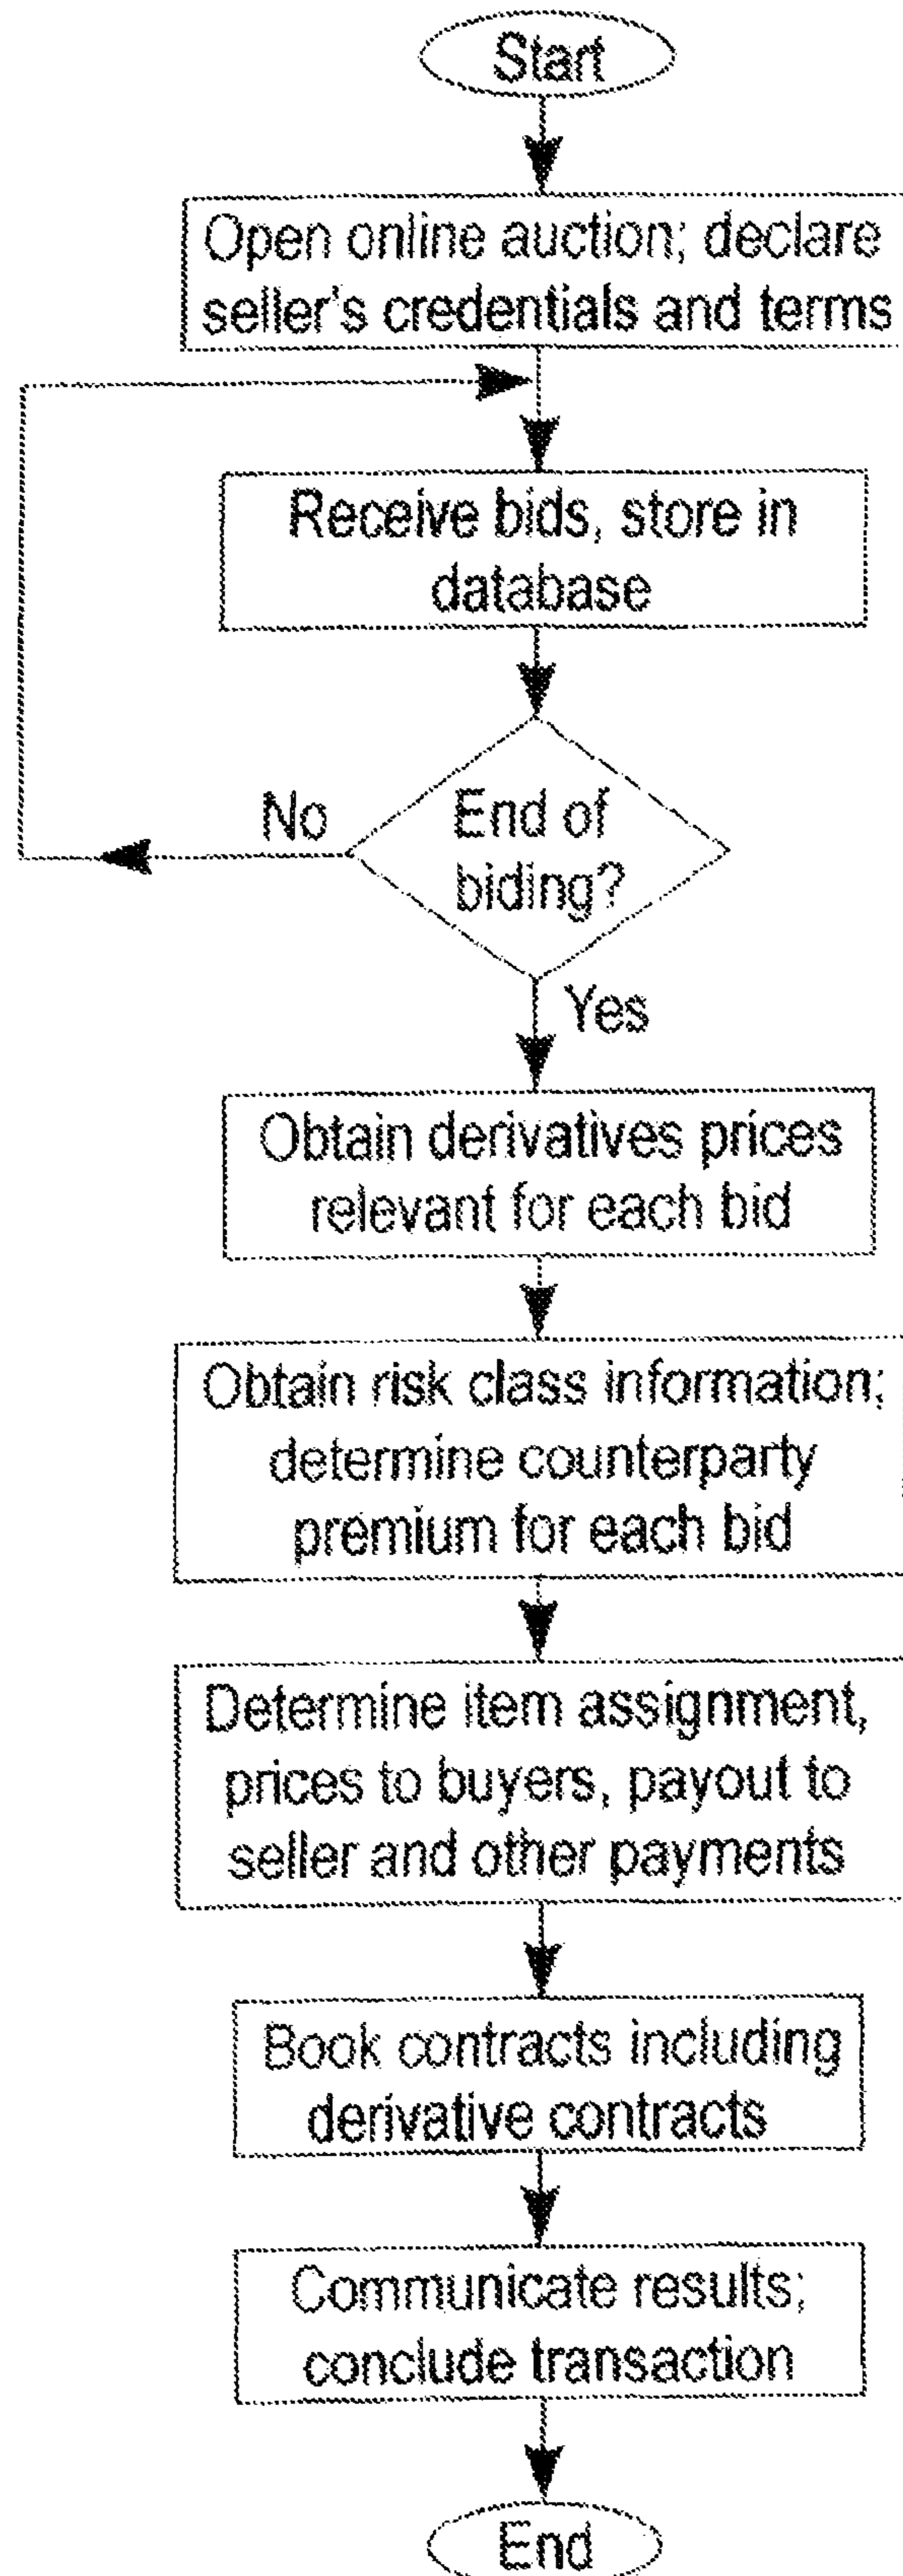 Start
Open online auction; declare
seller's credentials and terms
Receive bids, store in
database
No
End of
biding?
Yes
Obtain derivatives prices
relevant for each bid
Obtain risk class information;
determine counterparty
premium for each bid
Determine item assignment,
prices to buyers, payout to
seller and other payments
Book contracts including
derivative contracts
Communicate results;
conclude transaction
End